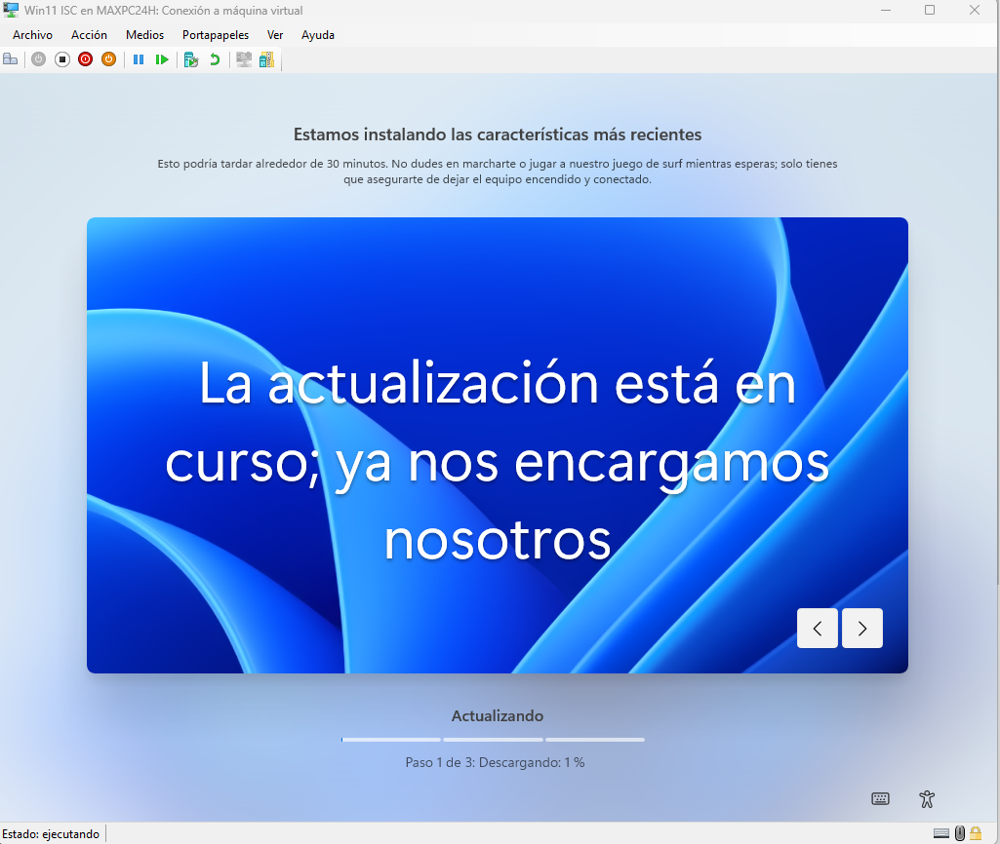 Win11 ISC en MAXPC24H: Conexión a máquina virtual
Archivo Acción Medios Portapapeles Ver Ayuda
Estamos instalando las características más recientes
Esto podría tardar alrededor de 30 minutos. No dudes en marcharte o jugar a nuestro juego de surf mientras esperas; solo tienes
que asegurarte de dejar el equipo encendido y conectado.
La actualización está en
curso; ya nos encargamos
nosotros
Actualizando
Paso 1 de 3: Descargando: 1 %
Estado: ejecutando